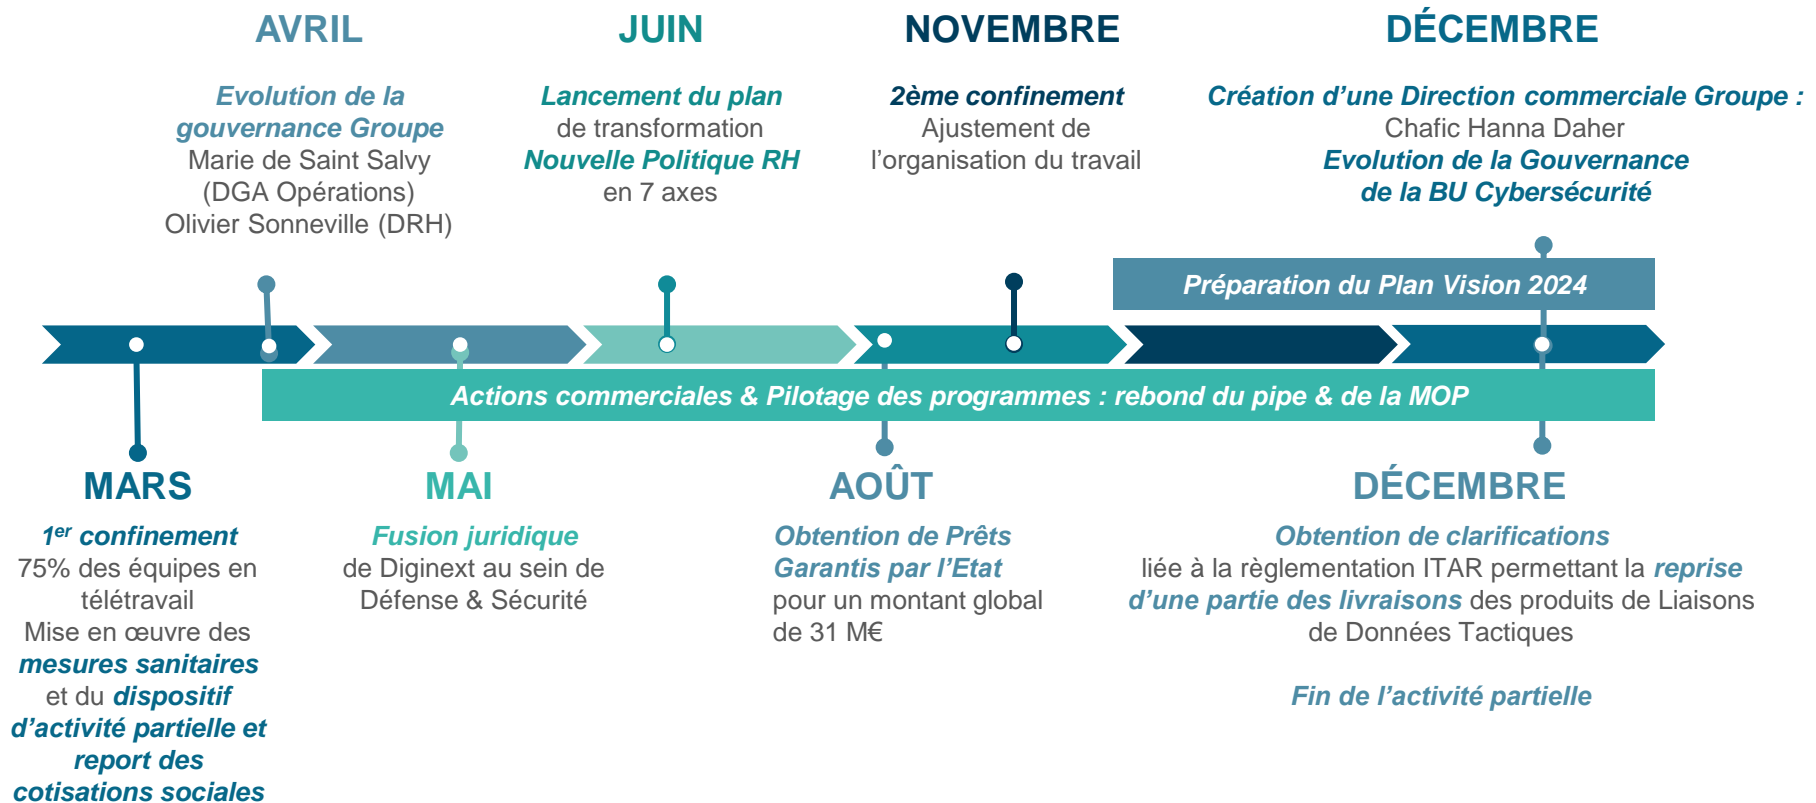 AVRIL
Evolution de la
gouvernance Groupe
Marie de Saint Salvy
(DGA Opérations)
Olivier Sonneville (DRH)
JUIN
Lancement du plan
de transformation
Nouvelle Politique RH
en 7 axes
NOVEMBRE
2ème confinement
Ajustement de
l’organisation du travail
DÉCEMBRE
Création d’une Direction commerciale Groupe :
Chafic Hanna Daher
Evolution de la Gouvernance
de la BU Cybersécurité
Préparation du Plan Vision 2024
Actions commerciales & Pilotage des programmes : rebond du pipe & de la MOP
MARS
1er confinement
75% des équipes en
télétravail
Mise en œuvre des
mesures sanitaires
et du dispositif
d’activité partielle et
report des
cotisations sociales
MAI
Fusion juridique
de Diginext au sein de
Défense & Sécurité
AOÛT
Obtention de Prêts
Garantis par l’Etat
pour un montant global
de 31 M€
DÉCEMBRE
Obtention de clarifications
liée à la règlementation ITAR permettant la reprise
d’une partie des livraisons des produits de Liaisons
de Données Tactiques
Fin de l’activité partielle